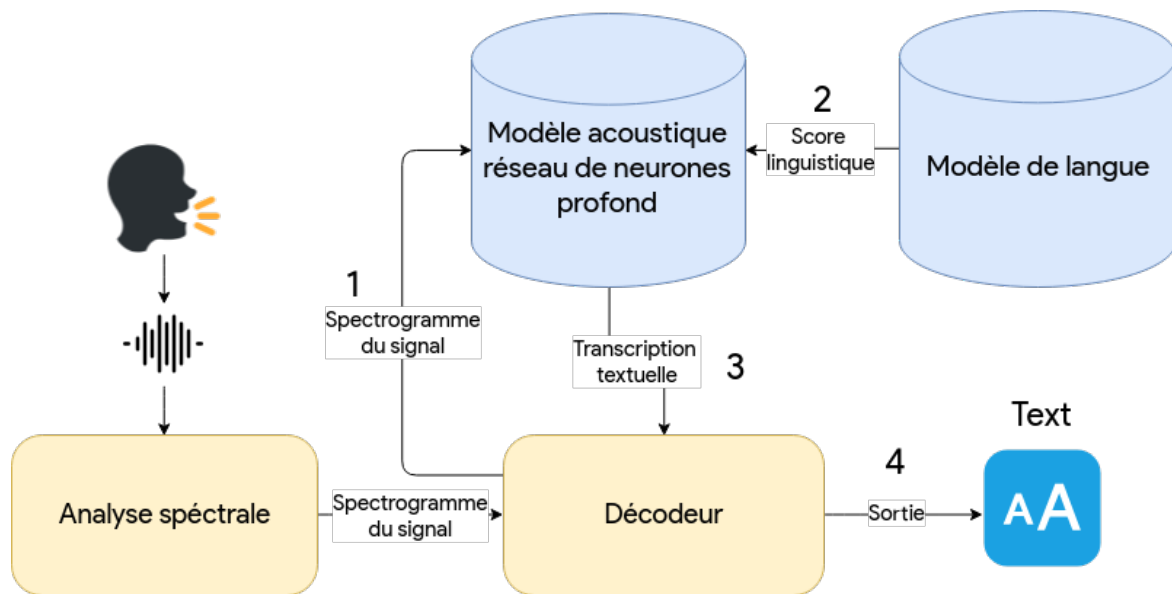 Modèle acoustique
réseau de neurones
profond
2
Score
linguistique
Modèle de langue
1
Spectrogramme
du signal
Transcription
textuelle
3
Analyse spéctrale
Spectrogramme
du signal
Décodeur
4
Sortie
Text
AA